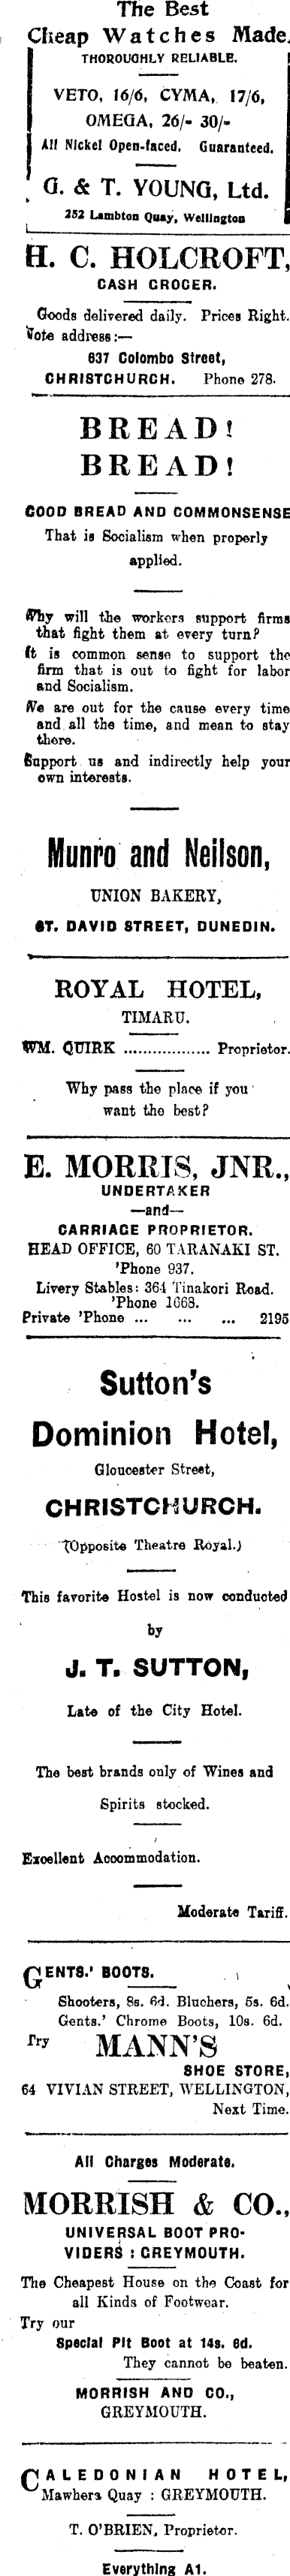 The Best
Cheap Watches Made.
THOROUGHLY RELIABLE.
VETO, 16/6, CYMA, 17/6,
OMEGA, 26/- 30/-
All Nickel Open-faced. Guaranteed.
G. & T. YOUNG, Ltd.
252 Lambton Quay, Wellington
H. C. HOLCROFT,
CASH GROCER.
Goods delivered daily. Prices Right.
Note address:—
637 Colombo Street,
CHRISTCHURCH. Phone 278.
BREAD!
BREAD!
GOOD BREAD AND COMMONSENSE
That is Socialism when properly
applied.
Why will the workers support firms
that fight them at every turn?
It is common sense to support the
firm that is out to fight for labor
and Socialism.
We are out for the cause every time
and all the time, and mean to stay
there.
Support us and indirectly help your
own interests.
Munro and Neilson,
UNION BAKERY,
ST. DAVID STREET, DUNEDIN.
ROYAL HOTEL,
TIMARU.
WM. QUIRK .................. Proprietor.
Why pass the place if you
want the best?
E. MORRIS, JNR.,
UNDERTAKER
—and—
CARRIAGE PROPRIETOR.
HEAD OFFICE, 60 TARANAKI ST.
'Phone 937.
Livery Stables: 364 Tinakori Road.
'Phone 1668.
Private 'Phone ... ... ... 2195
Sutton's
Dominion Hotel,
Gloucester Street,
CHRISTCHURCH.
(Opposite Theatre Royal.)
This favorite Hostel is now conducted
by
J. T. SUTTON,
Late of the City Hotel.
The best brands only of Wines and
Spirits stocked.
Excellent Accommodation.
Moderate Tariff.
GENTS.' BOOTS.
Shooters, 8s. 6d. Bluchers, 5s. 6d.
Gents.' Chrome Boots, 10s. 6d.
Try MANN'S
SHOE STORE,
64 VIVIAN STREET, WELLINGTON,
Next Time.
All Charges Moderate.
MORRISH & CO.,
UNIVERSAL BOOT PRO-
VIDERS : GREYMOUTH.
The Cheapest House on the Coast for
all Kinds of Footwear.
Try our
Special Pit Boot at 14s. 6d.
They cannot be beaten.
MORRISH AND CO.,
GREYMOUTH.
CALEDONIAN HOTEL,
Mawhera Quay : GREYMOUTH.
T. O'BRIEN, Proprietor.
Everything A1.